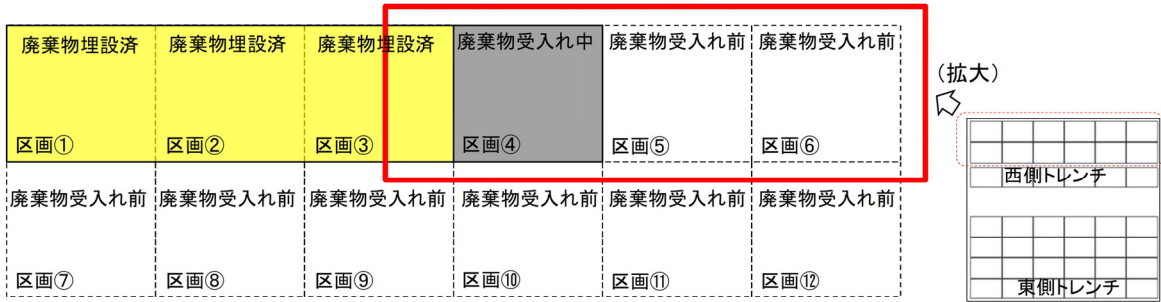 廃棄物埋設済
廃棄物埋設済
廃棄物埋設済
廃棄物受入れ中
廃棄物受入れ前
廃棄物受入れ前
(拡大)
区画①
区画②
区画③
区画④
区画⑤
区画⑥
廃棄物受入れ前
廃棄物受入れ前
廃棄物受入れ前
廃棄物受入れ前
廃棄物受入れ前
廃棄物受入れ前
区画⑦
区画⑧
区画⑨
区画⑩
区画⑪
区画⑫
西側トレンチ
東側トレンチ